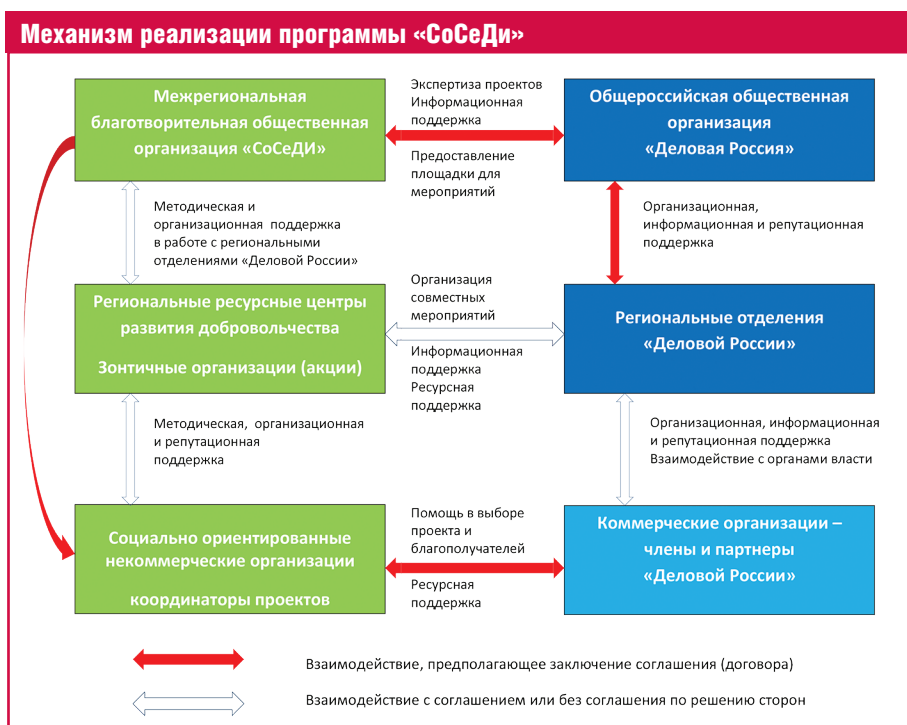 Механизм реализации программы «СоСеДи»
Межрегиональная
благотворительная общественная
организация «СоСеДИ»
Экспертиза проектов
Информационная
поддержка
Предоставление
площадки для
мероприятий
Общероссийская общественная
организация
«Деловая Россия»
Методическая и
организационная поддержка
в работе с региональными
отделениями «Деловой России»
Организационная,
информационная и репутационная
поддержка
Региональные ресурсные центры
развития добровольчества
Зонтичные организации (акции)
Организация
совместных
мероприятий
Информационная
поддержка
Ресурсная
поддержка
Региональные отделения
«Деловой России»
Методическая, организационная
и репутационная
поддержка
Организационная, информационная
и репутационная поддержка
Взаимодействие с органами власти
Социально ориентированные
некоммерческие организации
координаторы проектов
Помощь в выборе
проекта и
благополучателей
Ресурсная
поддержка
Коммерческие организации –
члены и партнеры
«Деловой России»
Взаимодействие, предполагающее заключение соглашения (договора)
Взаимодействие с соглашением или без соглашения по решению сторон